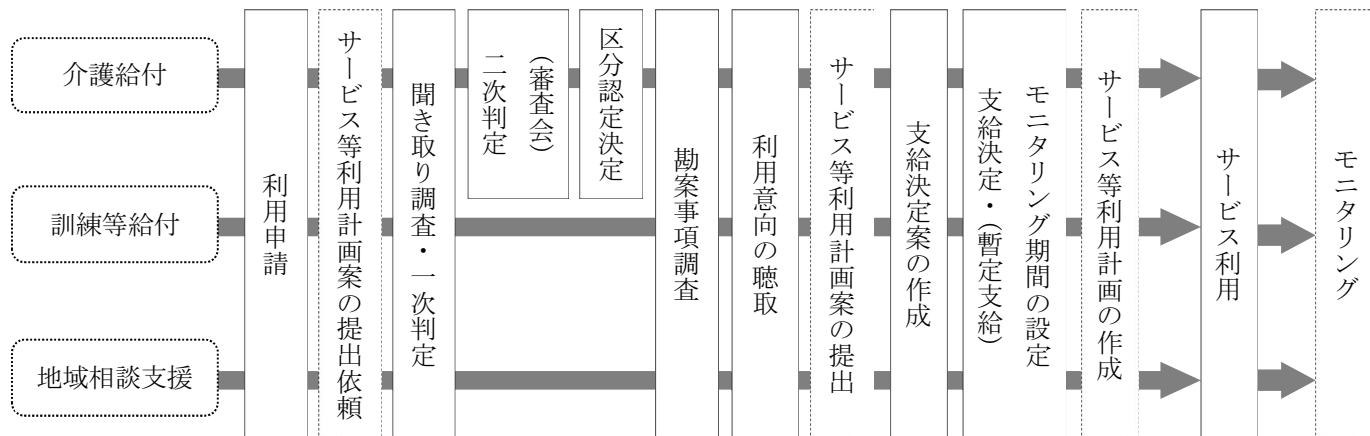 介護給付
訓練等給付
地域相談支援
利用申請
サービス等利用計画案の提出依頼
聞き取り調査・一次判定
二次判定
（審査会）
区分認定決定
勘案事項調査
利用意向の聴取
サービス等利用計画案の提出
支給決定案の作成
支給決定・（暫定支給）
モニタリング期間の設定
サービス等利用計画の作成
サービス利用
モニタリング